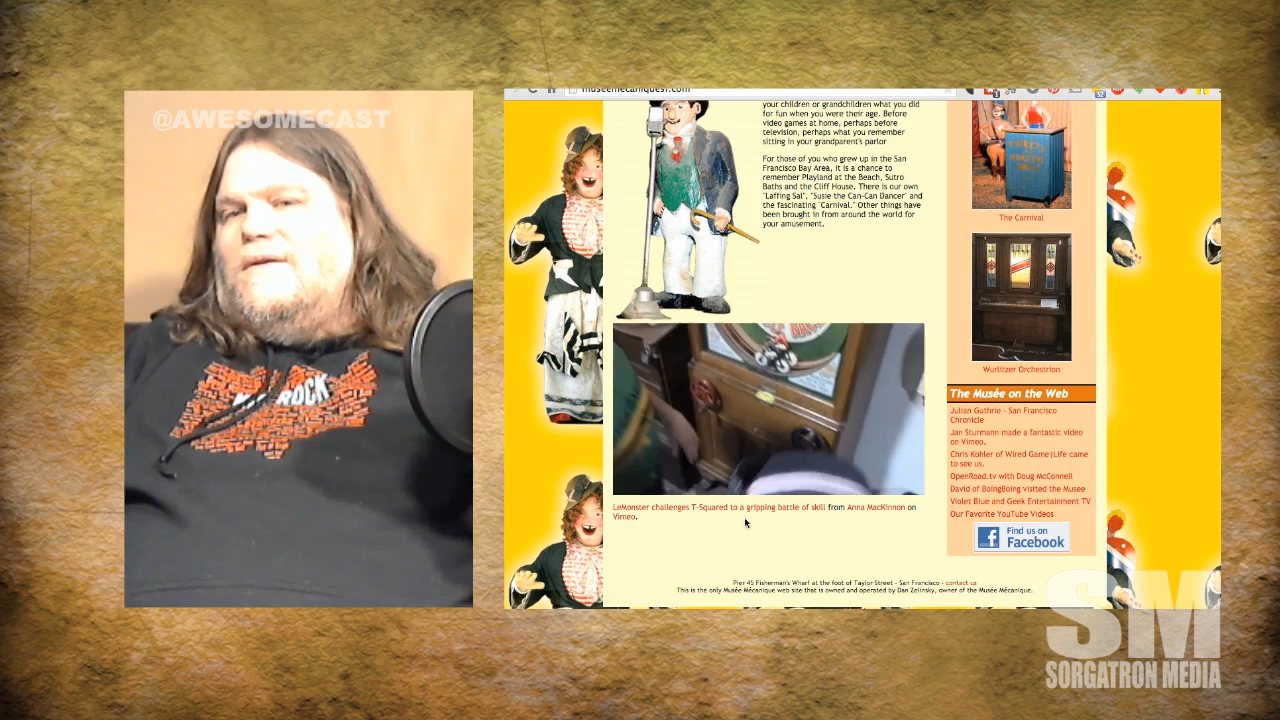 @AWESOMECAST
ROCK
museemecaniquesf.com
your children or grandchildren what you did
for fun when you were their age. Before
video games at home, perhaps before
television, perhaps what you remember
sitting in your grandparent's parlor
For those of you who grew up in the San
Francisco Bay Area, it is a chance to
remember Playland at the Beach, Sutro
Baths and the Cliff House. There is our own
"Laffing Sal", "Susie the Can-Can Dancer" and
the fascinating "Carnival." Other things have
been brought in from around the world for
your amusement.
LeMonster challenges T-Squared to a gripping battle of skill from Anna MacKinnon on
Vimeo.
The Carnival
Wurlitzer Orchestrion
The Musée on the Web
Julian Guthrie - San Francisco
Chronicle
Jan Sturmann made a fantastic video
on Vimeo.
Chris Kohler of Wired Game|Life came
to see us.
OpenRoad.tv with Doug McConnell
David of BoingBoing visited the Musee
Violet Blue and Geek Entertainment TV
Our Favorite YouTube Videos
Find us on
Facebook
Pier 45 Fisherman's Wharf at the foot of Taylor Street - San Francisco - contact us
This is the only Musée Mécanique web site that is owned and operated by Dan Zelinsky, owner of the Musée Mécanique.
SM
SORGATRON MEDIA